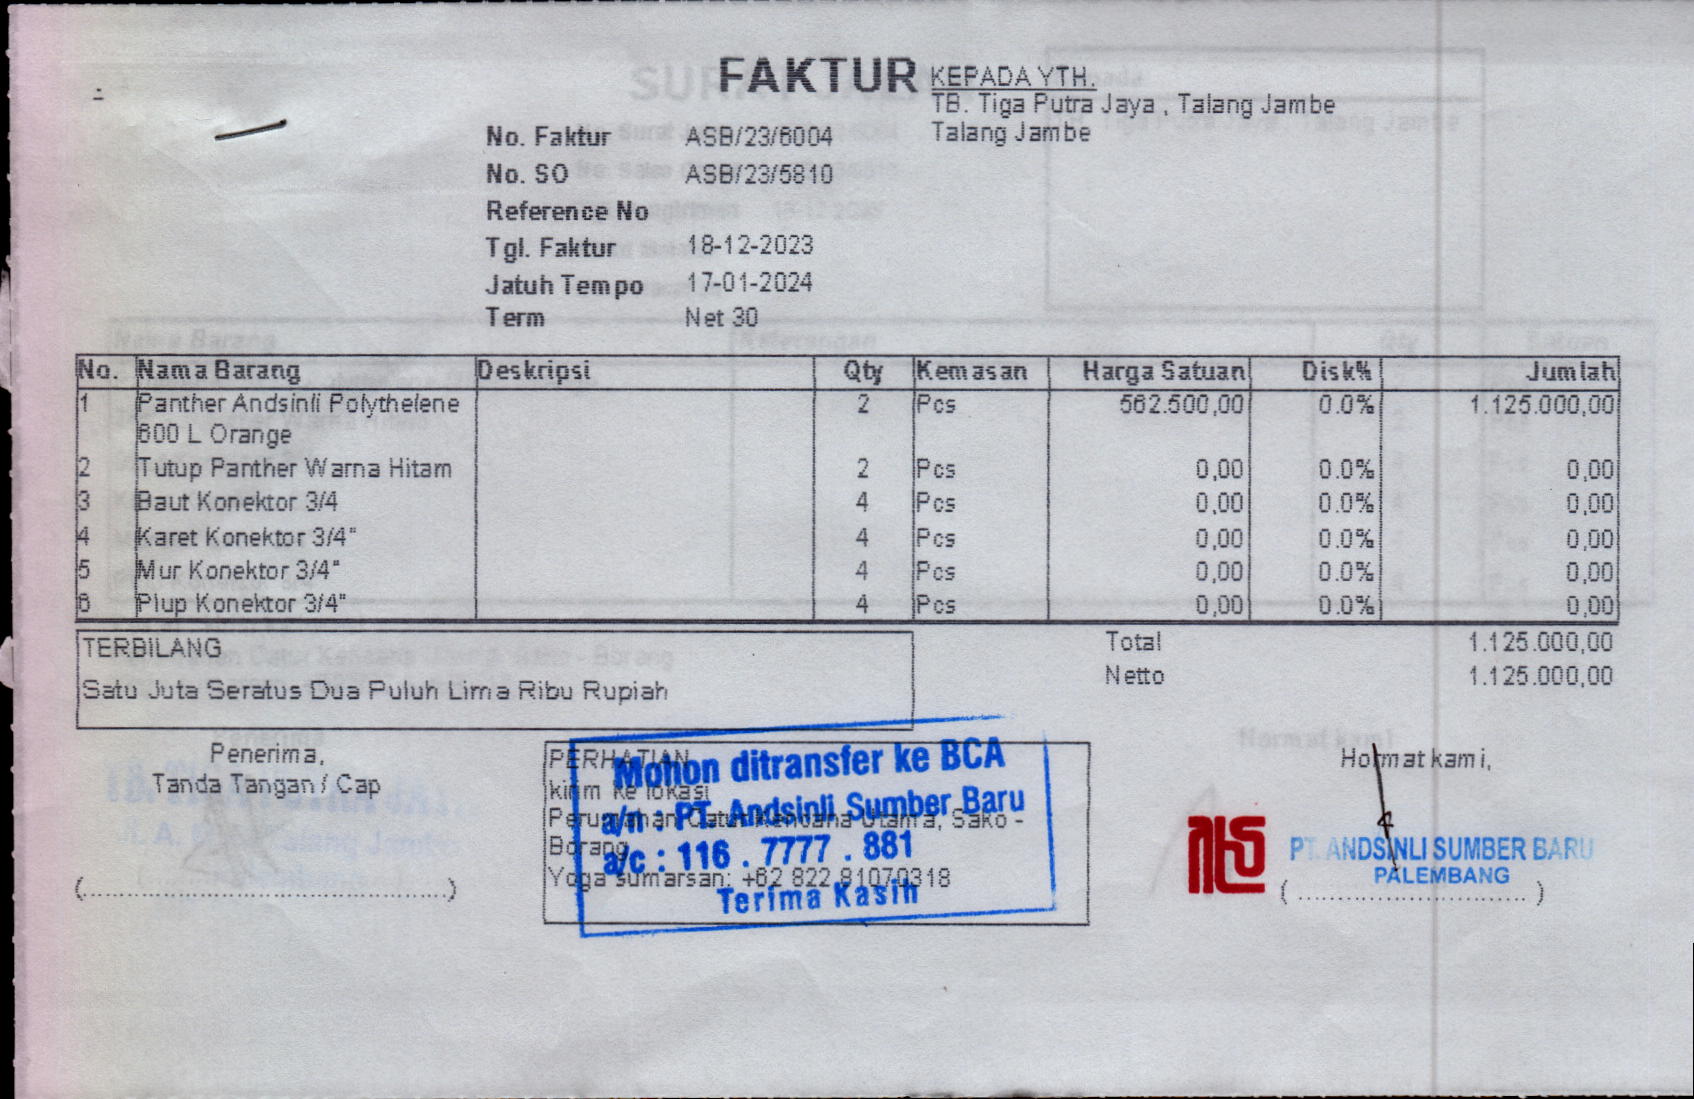 FAKTUR
KEPADA YTH.
TB. Tiga Putra Jaya , Talang Jambe
Talang Jambe
No. Faktur ASB/23/6004
No. SO ASB/23/5810
Reference No
Tgl. Faktur 18-12-2023
Jatuh Tempo 17-01-2024
Term Net 30
No. Nama Barang Deskripsi Qty Kemasan Harga Satuan Disk% Jumlah
1 Panther Andsinli Polythelene 2 Pcs 562.500,00 0.0% 1.125.000,00
600 L Orange
2 Tutup Panther Warna Hitam 2 Pcs 0,00 0.0% 0,00
3 Baut Konektor 3/4 4 Pcs 0,00 0.0% 0,00
4 Karet Konektor 3/4" 4 Pcs 0,00 0.0% 0,00
5 Mur Konektor 3/4" 4 Pcs 0,00 0.0% 0,00
6 Plup Konektor 3/4" 4 Pcs 0,00 0.0% 0,00
TERBILANG
Satu Juta Seratus Dua Puluh Lima Ribu Rupiah
Total 1.125.000,00
Netto 1.125.000,00
Penerima,
Tanda Tangan / Cap
(..............................................)
PERHATIAN
kirim ke lokasi
Perumahan Catur Kencana Utama, Sako -
Borang
Yoga sumarsan: +62 822 81070318
Mohon ditransfer ke BCA
a/n : PT. Andsinli Sumber Baru
a/c : 116 . 7777 . 881
Terima Kasih
Hormat kami,
PT. ANDSINLI SUMBER BARU
PALEMBANG
( ............................. )